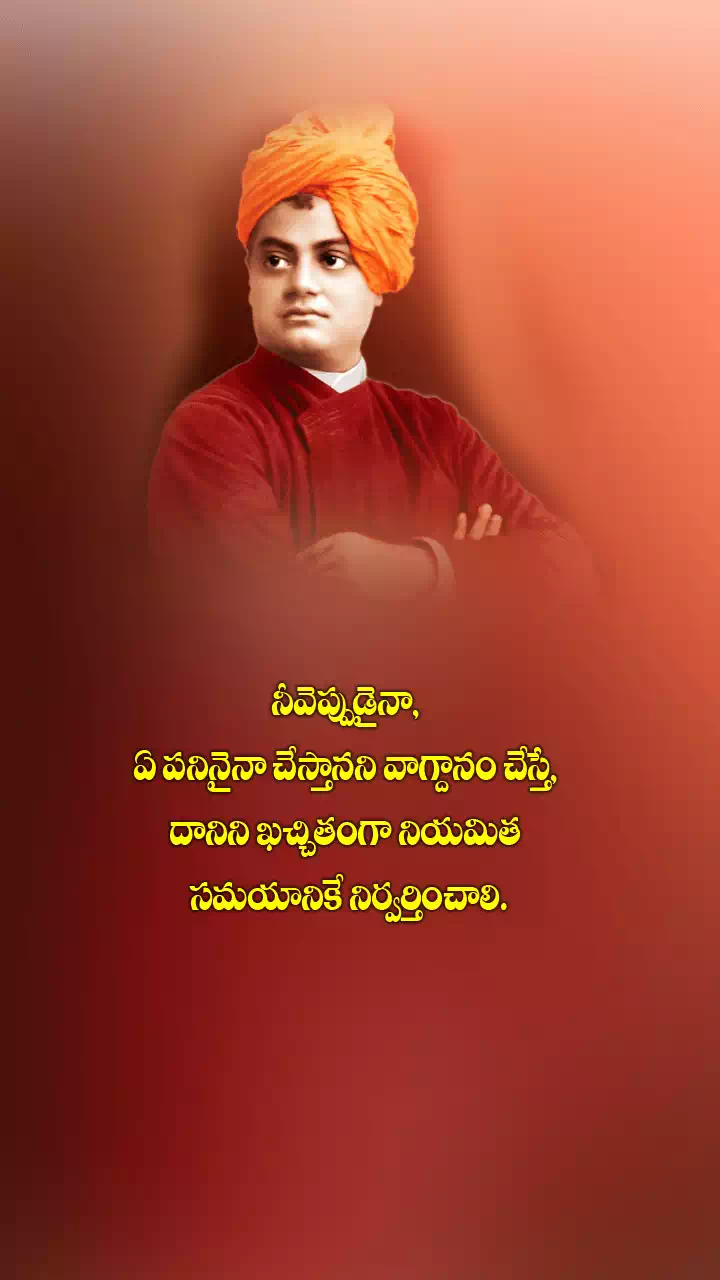 నీవెప్పుడైనా,
ఏ పనినైనా చేస్తానని వాగ్దానం చేస్తే,
దానిని ఖచ్చితంగా నియమిత
సమయానికే నిర్వర్తించాలి.